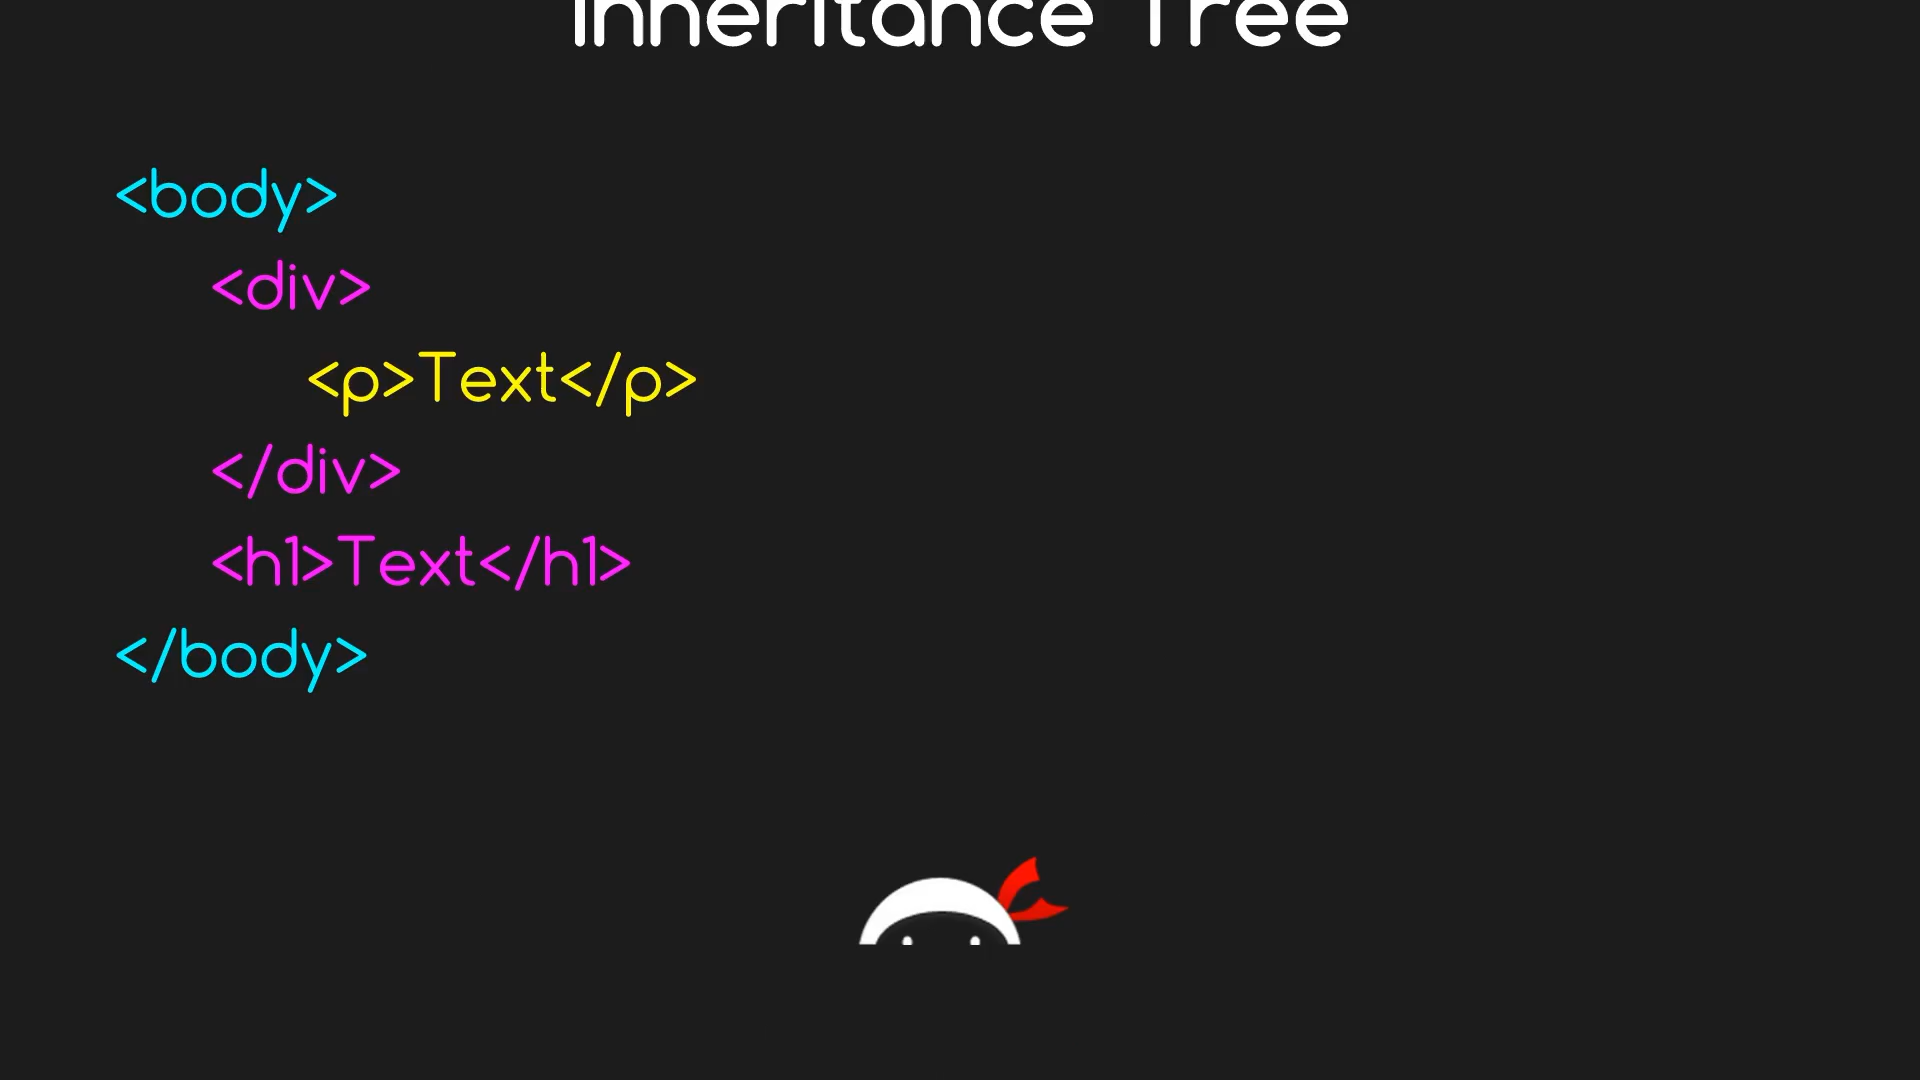 Inheritance Tree
<body>
<div>
<p>Text</p>
</div>
<h1>Text</h1>
</body>